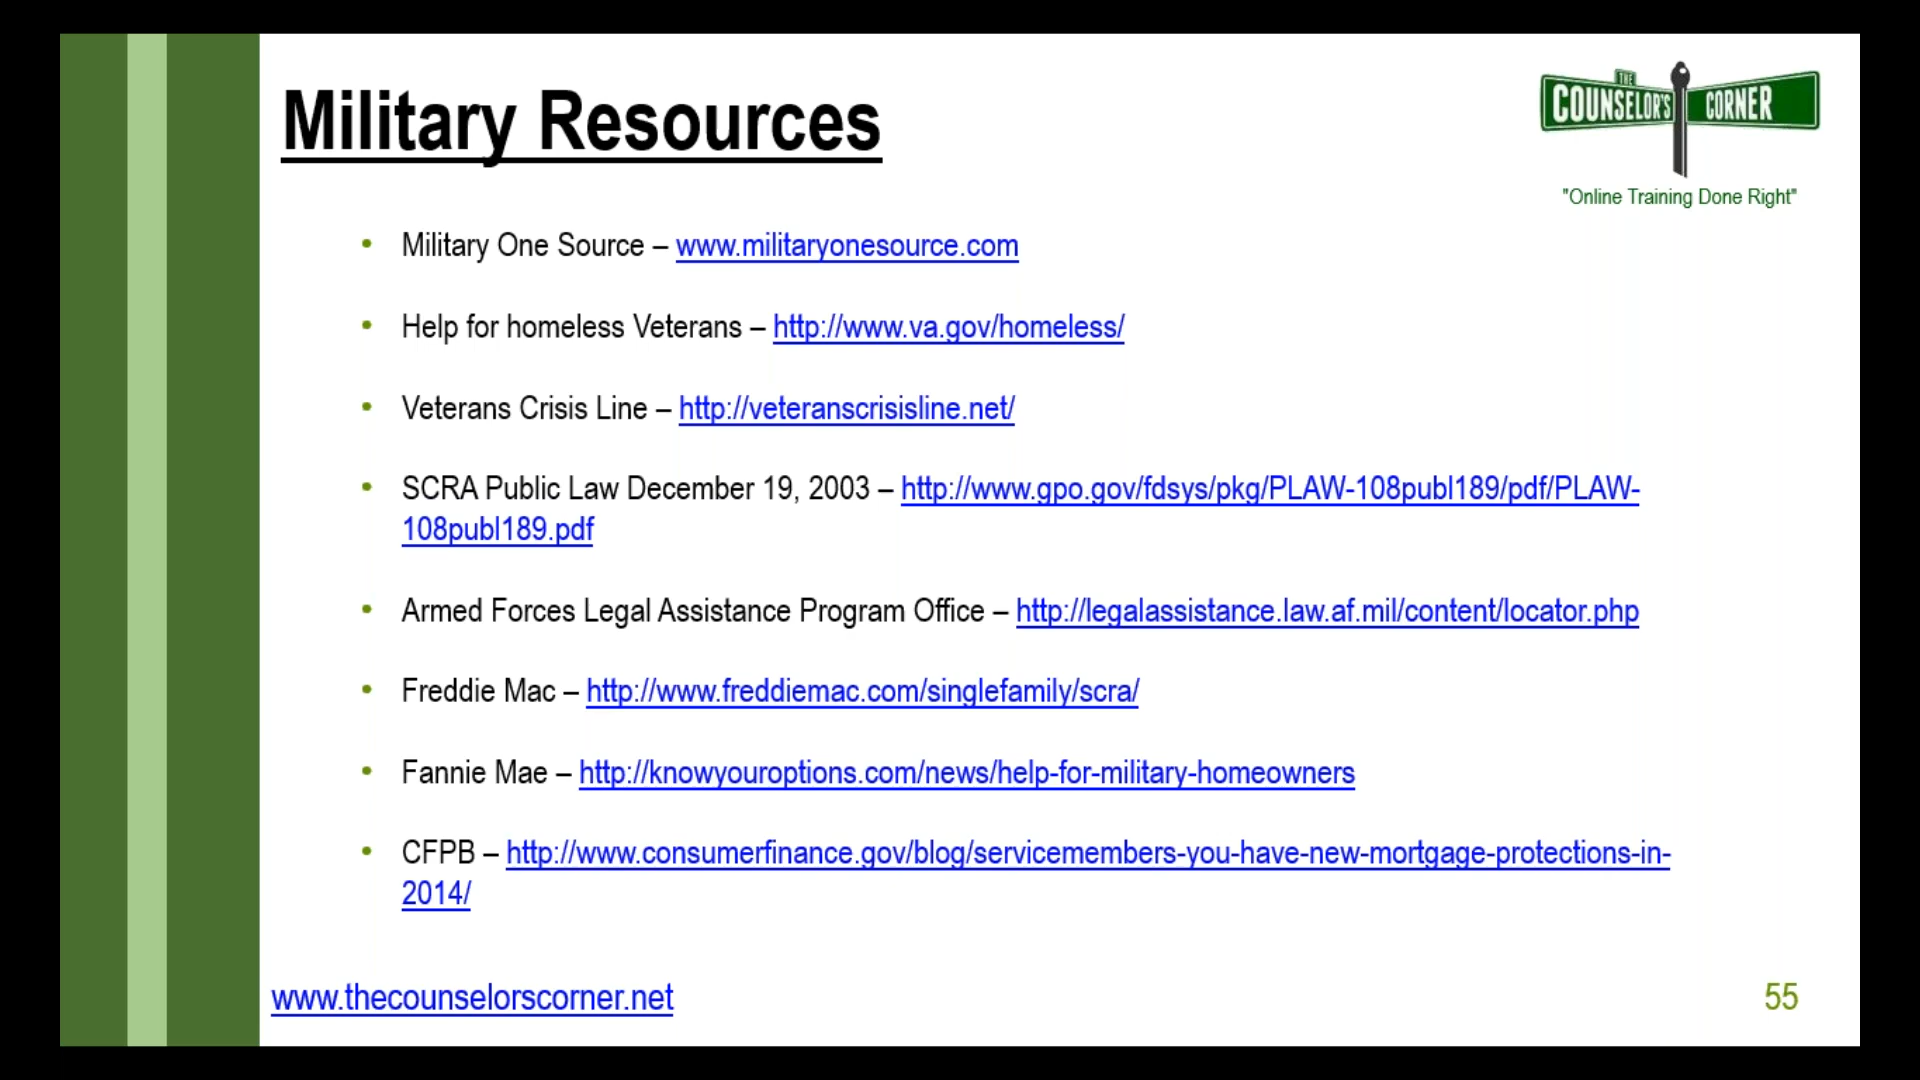 Military Resources
THE
COUNSELOR'S CORNER
"Online Training Done Right"
• Military One Source – www.militaryonesource.com
• Help for homeless Veterans – http://www.va.gov/homeless/
• Veterans Crisis Line – http://veteranscrisisline.net/
• SCRA Public Law December 19, 2003 – http://www.gpo.gov/fdsys/pkg/PLAW-108publ189/pdf/PLAW-
108publ189.pdf
• Armed Forces Legal Assistance Program Office – http://legalassistance.law.af.mil/content/locator.php
• Freddie Mac – http://www.freddiemac.com/singlefamily/scra/
• Fannie Mae – http://knowyouroptions.com/news/help-for-military-homeowners
• CFPB – http://www.consumerfinance.gov/blog/servicemembers-you-have-new-mortgage-protections-in-
2014/
www.thecounselorscorner.net
55